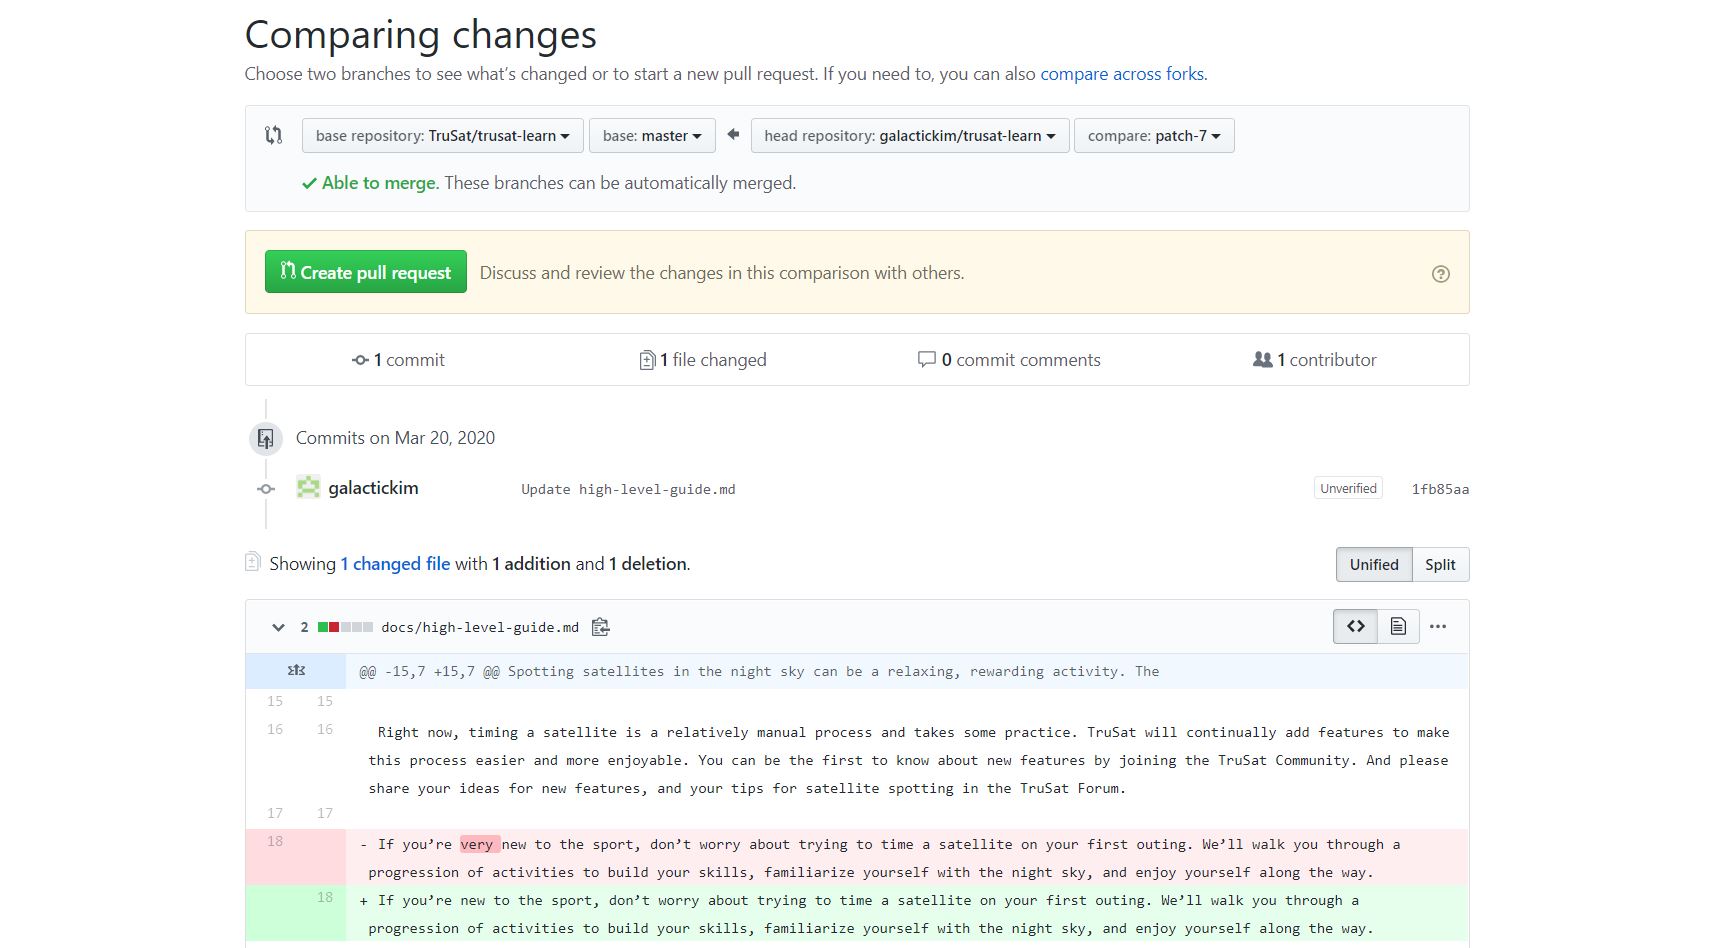 Comparing changes
Choose two branches to see what’s changed or to start a new pull request. If you need to, you can also compare across forks.
base repository: TruSat/trusat-learn base: master head repository: galactickim/trusat-learn compare: patch-7
Able to merge. These branches can be automatically merged.
Create pull request Discuss and review the changes in this comparison with others.
1 commit 1 file changed 0 commit comments 1 contributor
Commits on Mar 20, 2020
galactickim Update high-level-guide.md Unverified 1fb85aa
Showing 1 changed file with 1 addition and 1 deletion. Unified Split
2 docs/high-level-guide.md
@@ -15,7 +15,7 @@ Spotting satellites in the night sky can be a relaxing, rewarding activity. The
15 15
16 16 Right now, timing a satellite is a relatively manual process and takes some practice. TruSat will continually add features to make
this process easier and more enjoyable. You can be the first to know about new features by joining the TruSat Community. And please
share your ideas for new features, and your tips for satellite spotting in the TruSat Forum.
17 17
18 - If you’re very new to the sport, don’t worry about trying to time a satellite on your first outing. We’ll walk you through a
progression of activities to build your skills, familiarize yourself with the night sky, and enjoy yourself along the way.
18 + If you’re new to the sport, don’t worry about trying to time a satellite on your first outing. We’ll walk you through a
progression of activities to build your skills, familiarize yourself with the night sky, and enjoy yourself along the way.